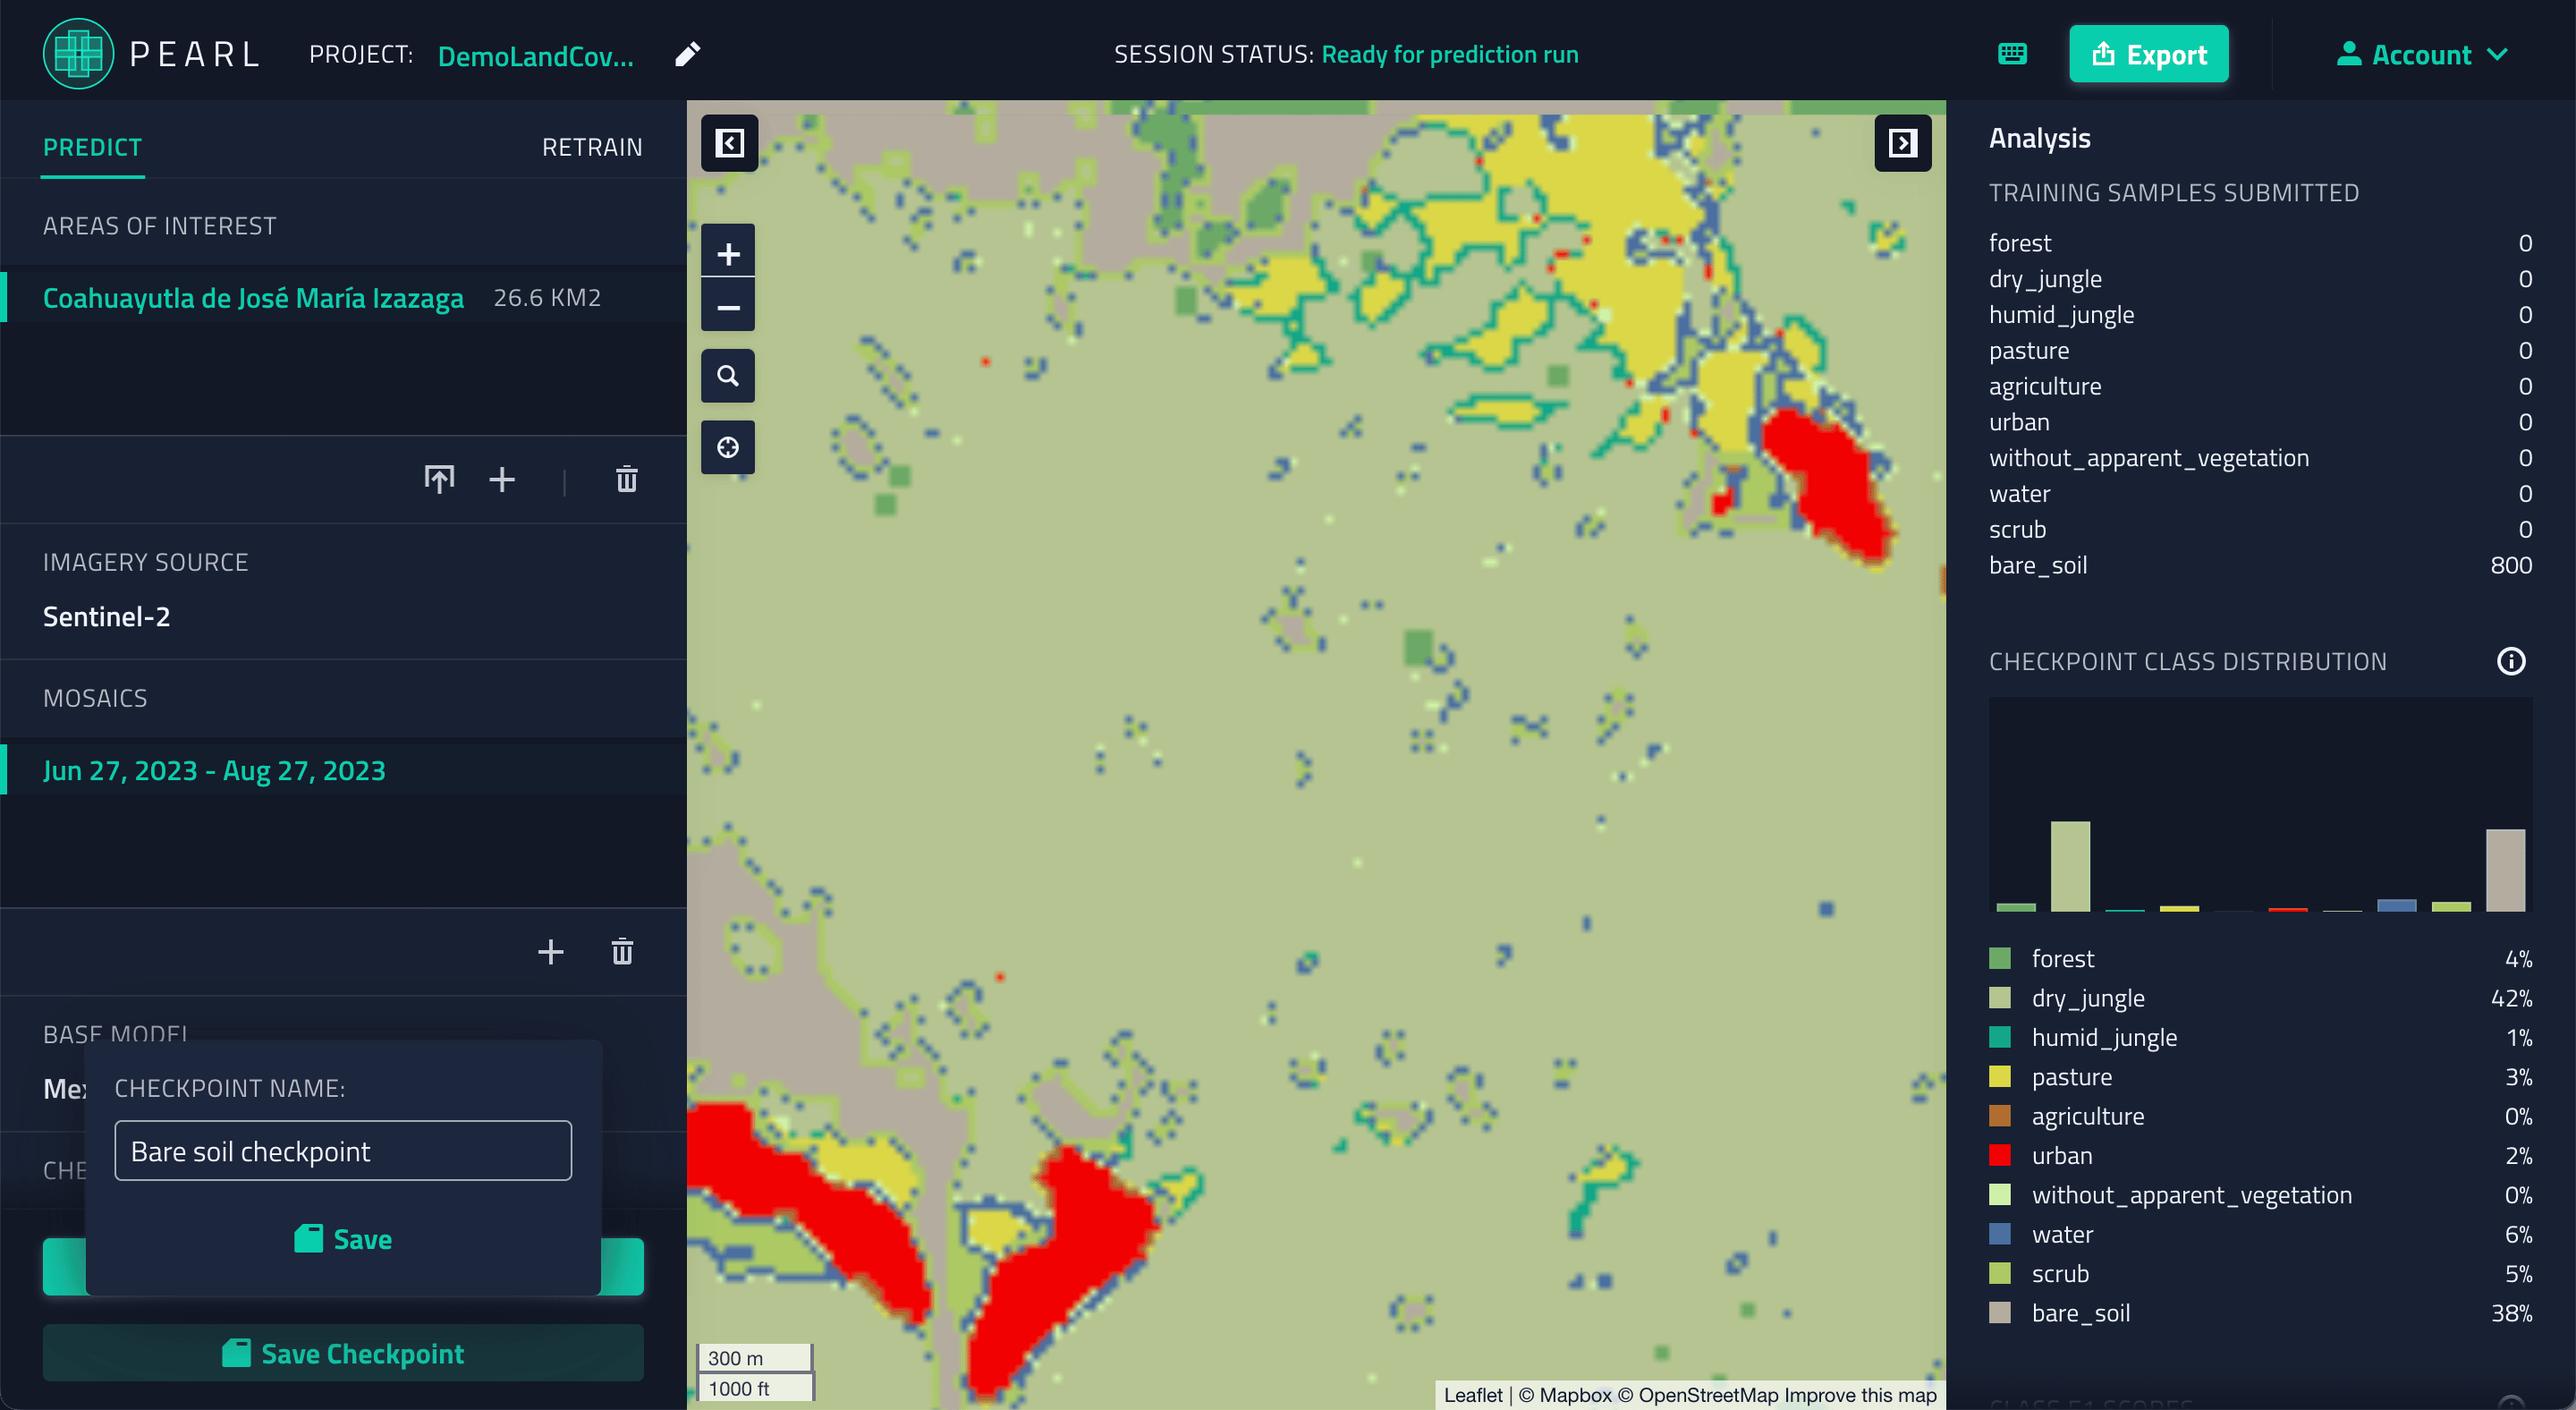 PEARL
PROJECT: DemoLandCov...
SESSION STATUS: Ready for prediction run
Export
Account
PREDICT
RETRAIN
AREAS OF INTEREST
Coahuayutla de José María Izazaga 26.6 KM2
IMAGERY SOURCE
Sentinel-2
MOSAICS
Jun 27, 2023 - Aug 27, 2023
BASE MODEL
CHECKPOINT NAME:
Bare soil checkpoint
Save
Save Checkpoint
300 m
1000 ft
Leaflet | © Mapbox © OpenStreetMap Improve this map
Analysis
TRAINING SAMPLES SUBMITTED
forest 0
dry_jungle 0
humid_jungle 0
pasture 0
agriculture 0
urban 0
without_apparent_vegetation 0
water 0
scrub 0
bare_soil 800
CHECKPOINT CLASS DISTRIBUTION
forest 4%
dry_jungle 42%
humid_jungle 1%
pasture 3%
agriculture 0%
urban 2%
without_apparent_vegetation 0%
water 6%
scrub 5%
bare_soil 38%